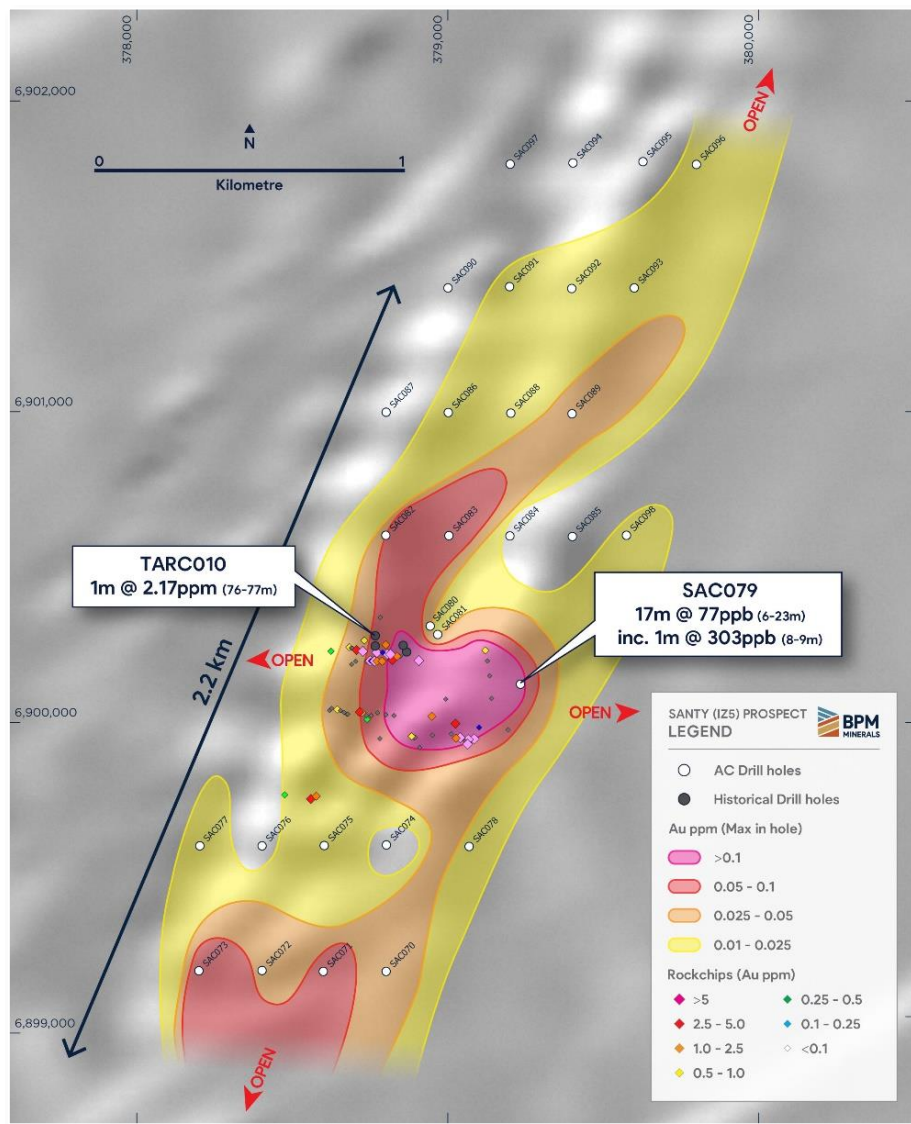 378,000
379,000
380,000
6,902,000
OPEN
N
0 1
Kilometre
SAC097
SAC094
SAC095
SAC096
SAC090
SAC091
SAC092
SAC093
6,901,000
SAC087
SAC086
SAC088
SAC089
SAC082
SAC083
SAC084
SAC085
SAC098
TARC010
1m @ 2.17ppm (76-77m)
SAC080
SAC081
SAC079
17m @ 77ppb (6-23m)
inc. 1m @ 303ppb (8-9m)
2.2 km
OPEN
6,900,000
OPEN
SAC077
SAC076
SAC075
SAC074
SAC078
SAC073
SAC072
SAC071
SAC070
6,899,000
OPEN
SANTY (IZ5) PROSPECT
LEGEND
BPM
MINERALS
AC Drill holes
Historical Drill holes
Au ppm (Max in hole)
>0.1
0.05 - 0.1
0.025 - 0.05
0.01 - 0.025
Rockchips (Au ppm)
>5
0.25 - 0.5
2.5 - 5.0
0.1 - 0.25
1.0 - 2.5
<0.1
0.5 - 1.0